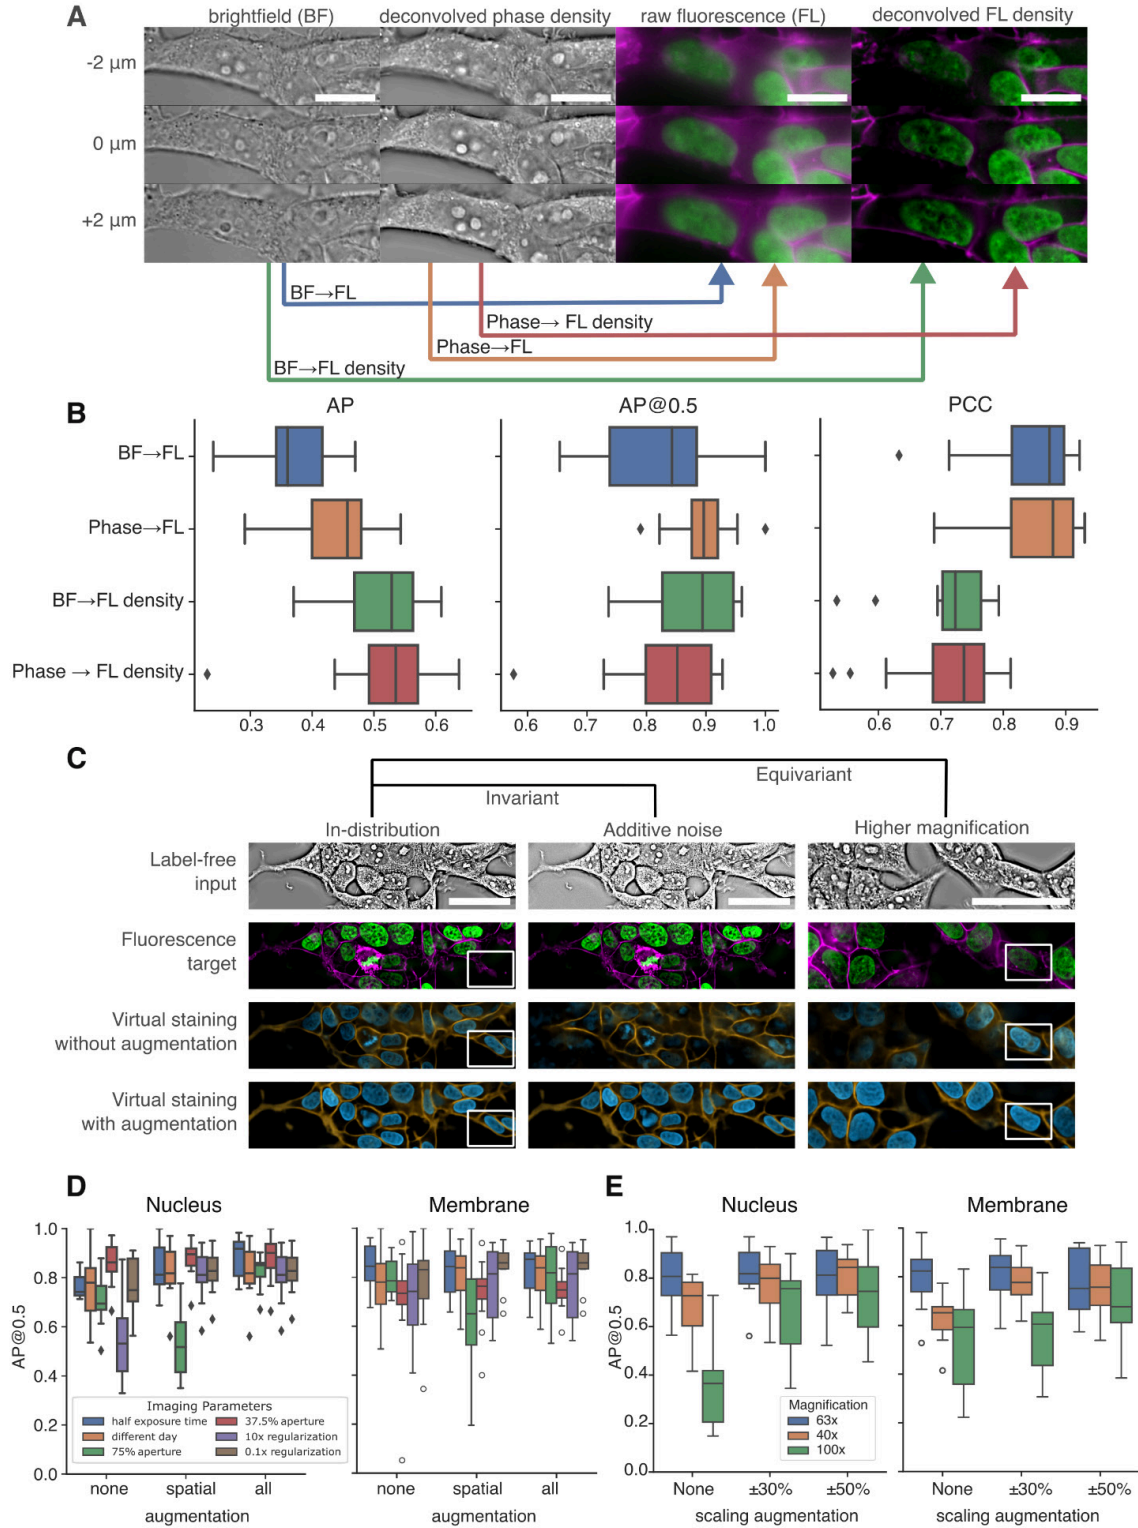 A
brightfield (BF)
deconvolved phase density
raw fluorescence (FL)
deconvolved FL density
-2 μm
0 μm
+2 μm
BF→FL
Phase→ FL density
Phase→FL
BF→FL density
B
AP
AP@0.5
PCC
BF→FL
Phase→FL
BF→FL density
Phase → FL density
0.3 0.4 0.5 0.6
0.6 0.7 0.8 0.9 1.0
0.6 0.7 0.8 0.9
C
Equivariant
Invariant
In-distribution
Additive noise
Higher magnification
Label-free
input
Fluorescence
target
Virtual staining
without augmentation
Virtual staining
with augmentation
D
Nucleus
Membrane
AP@0.5
1.0
0.8
0.6
0.4
0.2
0.0
Imaging Parameters
half exposure time
different day
75% aperture
37.5% aperture
10x regularization
0.1x regularization
none spatial all
augmentation
none spatial all
augmentation
E
Nucleus
Membrane
AP@0.5
1.0
0.8
0.6
0.4
0.2
0.0
Magnification
63x
40x
100x
None ±30% ±50%
scaling augmentation
None ±30% ±50%
scaling augmentation